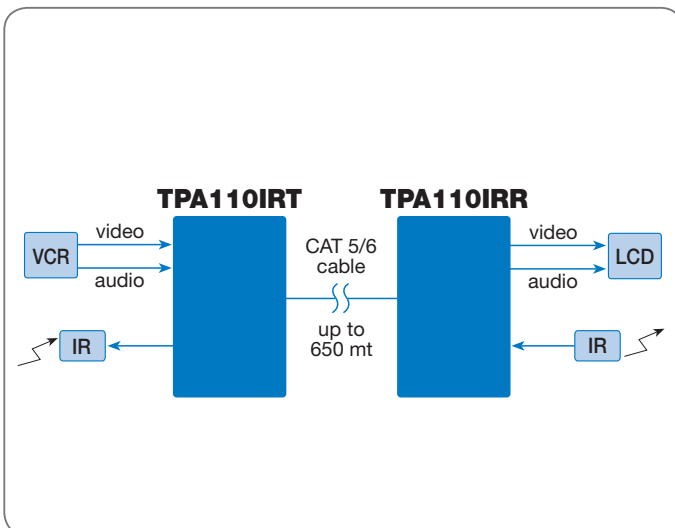 TPA110IRT
TPA110IRR
VCR
video
audio
CAT 5/6
cable
up to
650 mt
video
audio
LCD
IR
IR